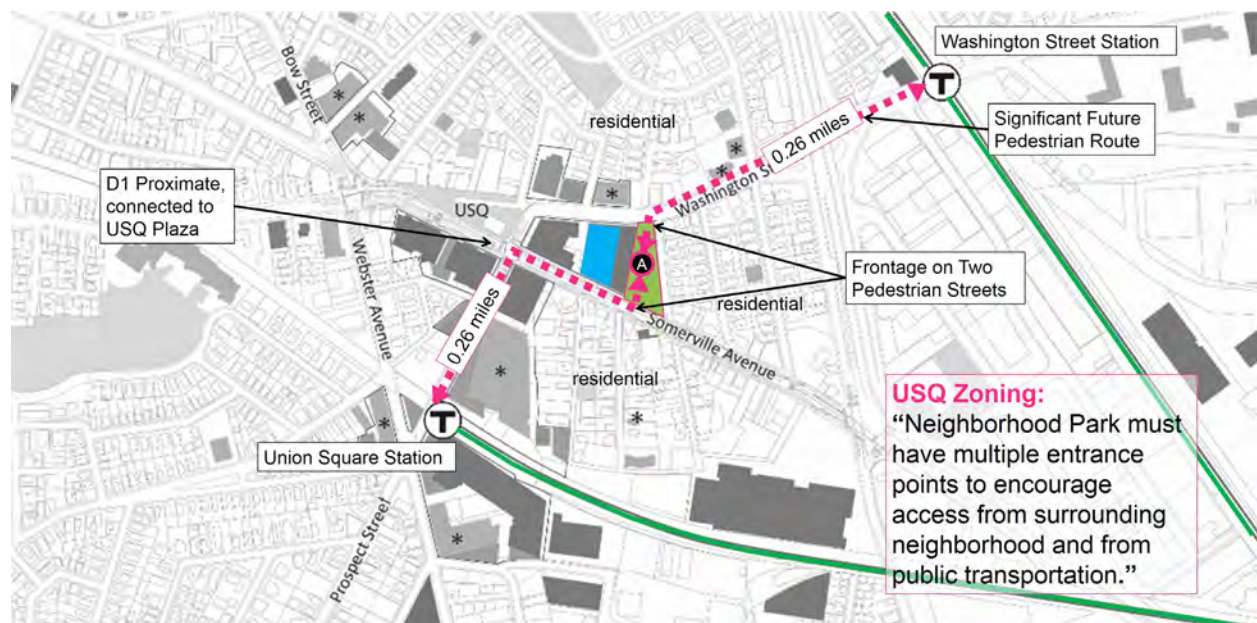 Washington Street Station
Bow Street
*
*
residential
0.26 miles
Significant Future
Pedestrian Route
*
*
D1 Proximate,
connected to
USQ Plaza
USQ
*
Washington S
A
Frontage on Two
Pedestrian Streets
Webster Avenue
0.26 miles
residential
Somerville Avenue
*
residential
*
*
T
T
Union Square Station
Prospect Street
*
USQ Zoning:
“Neighborhood Park must
have multiple entrance
points to encourage
access from surrounding
neighborhood and from
public transportation.”